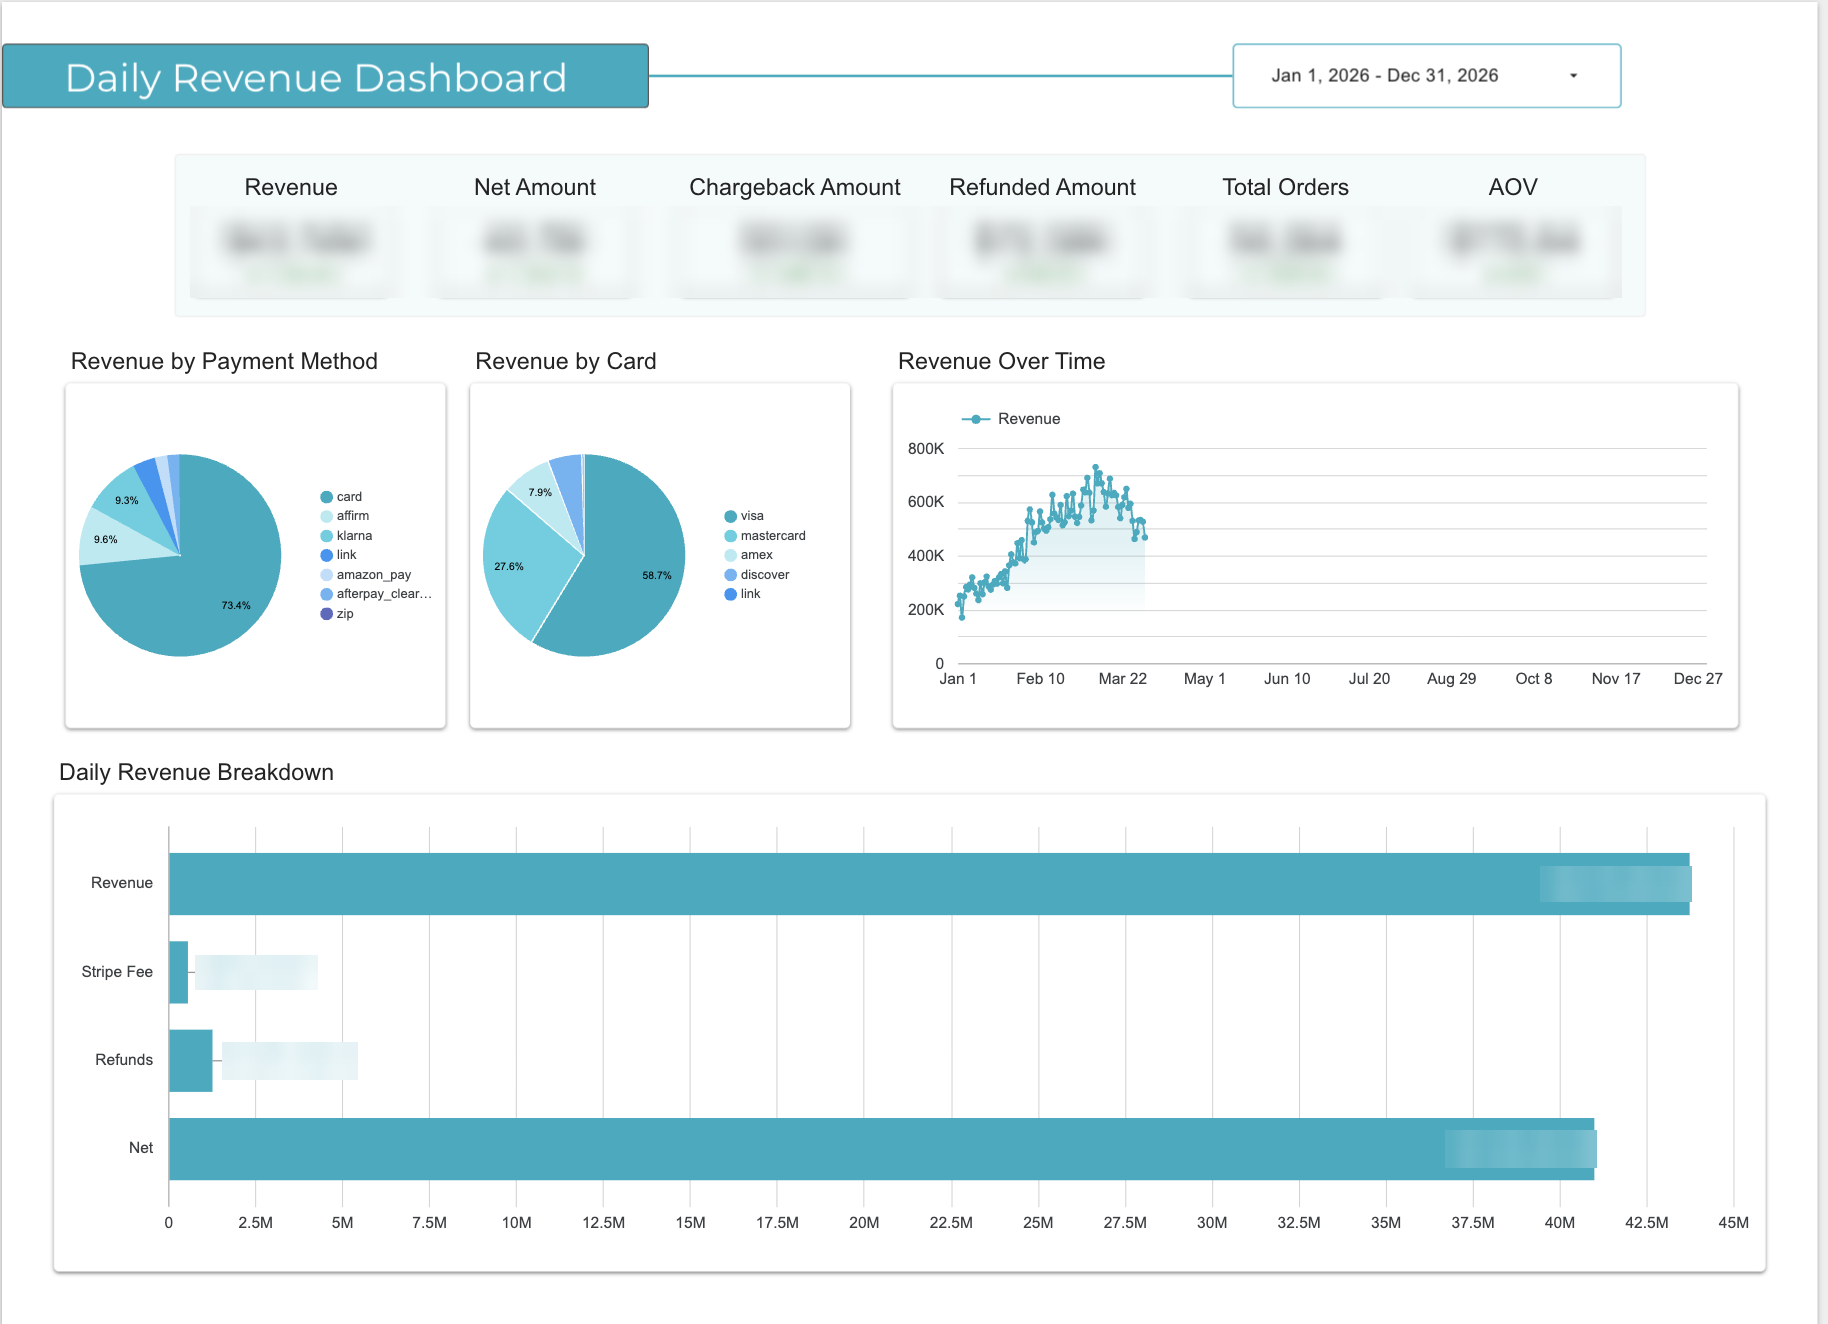 Daily Revenue Dashboard
Jan 1, 2026 - Dec 31, 2026
Revenue
Net Amount
Chargeback Amount
Refunded Amount
Total Orders
AOV
Revenue by Payment Method
9.3%
9.6%
73.4%
card
affirm
klarna
link
amazon_pay
afterpay_clear...
zip
Revenue by Card
7.9%
27.6%
58.7%
visa
mastercard
amex
discover
link
Revenue Over Time
Revenue
800K
600K
400K
200K
0
Jan 1 Feb 10 Mar 22 May 1 Jun 10 Jul 20 Aug 29 Oct 8 Nov 17 Dec 27
Daily Revenue Breakdown
Revenue
Stripe Fee
Refunds
Net
0 2.5M 5M 7.5M 10M 12.5M 15M 17.5M 20M 22.5M 25M 27.5M 30M 32.5M 35M 37.5M 40M 42.5M 45M